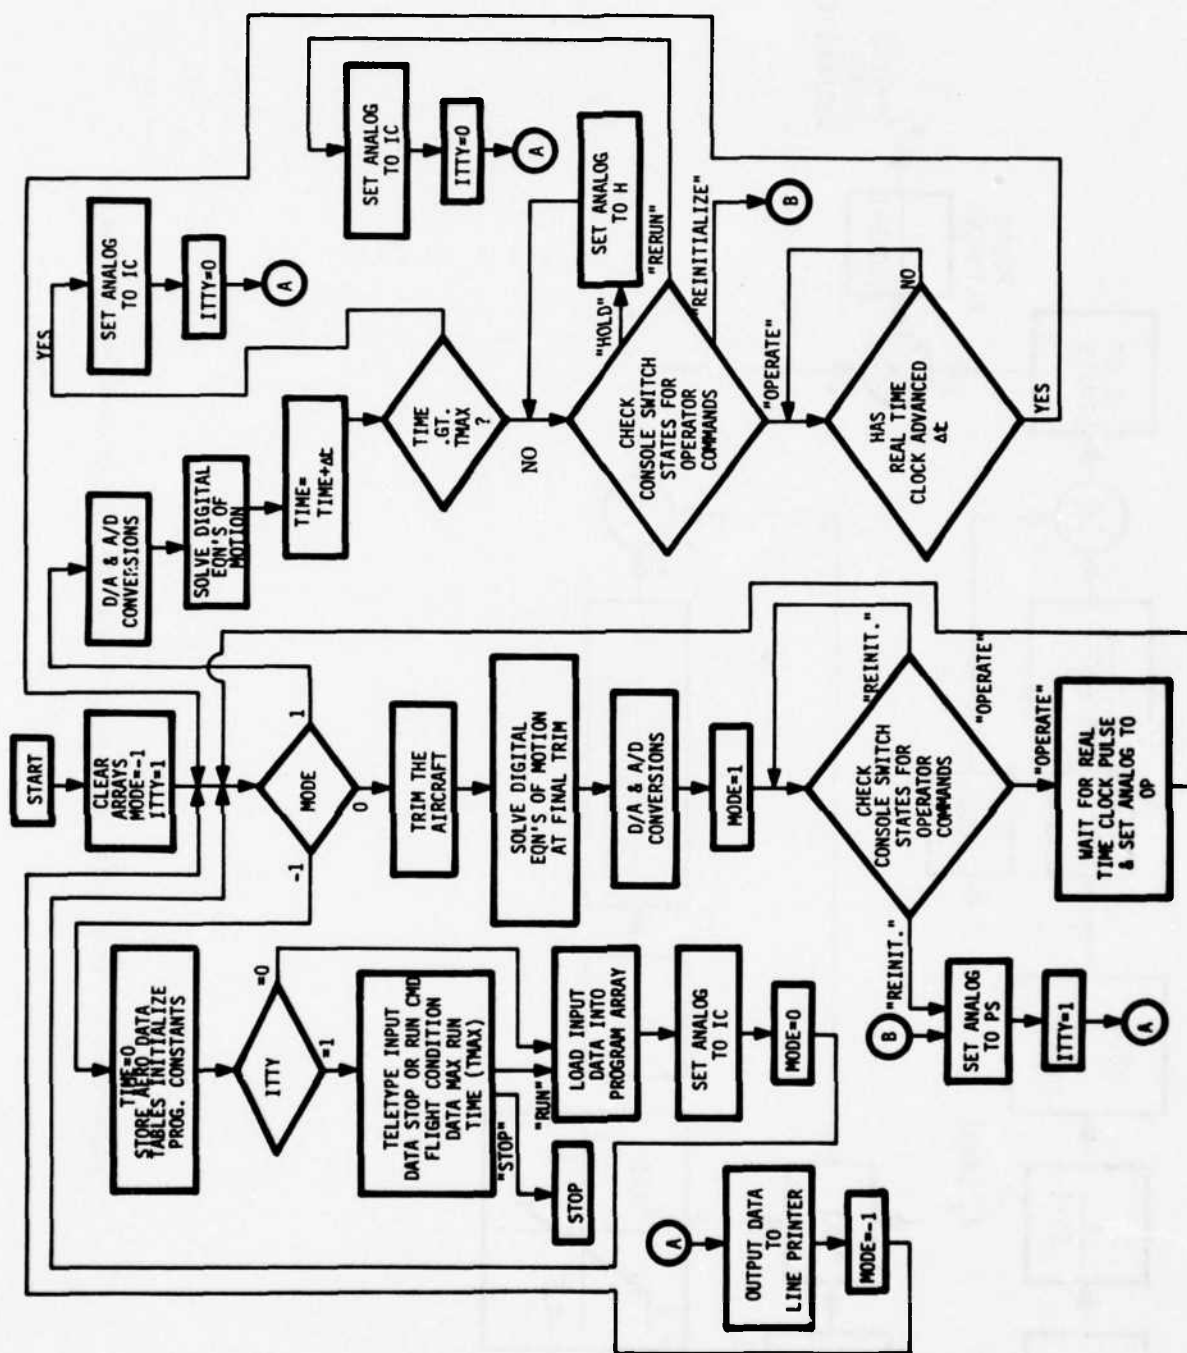 START
CLEAR
ARRAYS
MODE=-1
ITTY=1
MODE
-1
0
1
TIME=0
STORE AERO DATA
TABLES INITIALIZE
PROG. CONSTANTS
ITTY
=0
=1
TELETYPE INPUT
DATA STOP OR RUN CMD
FLIGHT CONDITION
DATA MAX RUN
TIME (TMAX)
"STOP"
"RUN"
STOP
LOAD INPUT
DATA INTO
PROGRAM ARRAY
SET ANALOG
TO IC
MODE=0
A
OUTPUT DATA
TO
LINE PRINTER
MODE=-1
TRIM THE
AIRCRAFT
SOLVE DIGITAL
EQN'S OF MOTION
AT FINAL TRIM
D/A & A/D
CONVERSIONS
MODE=1
CHECK
CONSOLE SWITCH
STATES FOR
OPERATOR
COMMANDS
"REINIT."
"REINIT."
"OPERATE"
"OPERATE"
WAIT FOR REAL
TIME CLOCK PULSE
& SET ANALOG TO
OP
B
SET ANALOG
TO PS
ITTY=1
A
D/A & A/D
CONVERSIONS
SOLVE DIGITAL
EQN'S OF
MOTION
TIME=
TIME+Δt
TIME
.GT.
TMAX
?
YES
NO
SET ANALOG
TO IC
ITTY=0
A
CHECK
CONSOLE SWITCH
STATES FOR
OPERATOR
COMMANDS
"HOLD"
SET ANALOG
TO H
"RERUN"
SET ANALOG
TO IC
ITTY=0
A
"REINITIALIZE"
B
"OPERATE"
HAS
REAL TIME
CLOCK ADVANCED
Δt
NO
YES